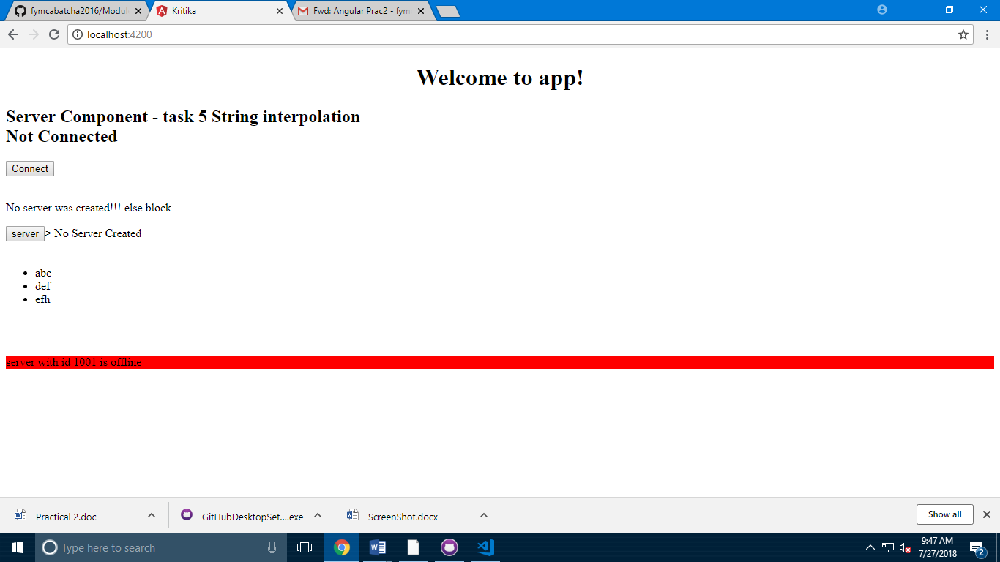 fymcabatcha2016/Modul
Kritika
Fwd: Angular Prac2 - fym
localhost:4200
Welcome to app!
Server Component - task 5 String interpolation
Not Connected
Connect
No server was created!!! else block
server> No Server Created
abc
def
efh
server with id 1001 is offline
Practical 2.doc
GitHubDesktopSet....exe
ScreenShot.docx
Show all
Type here to search
9:47 AM
7/27/2018
2